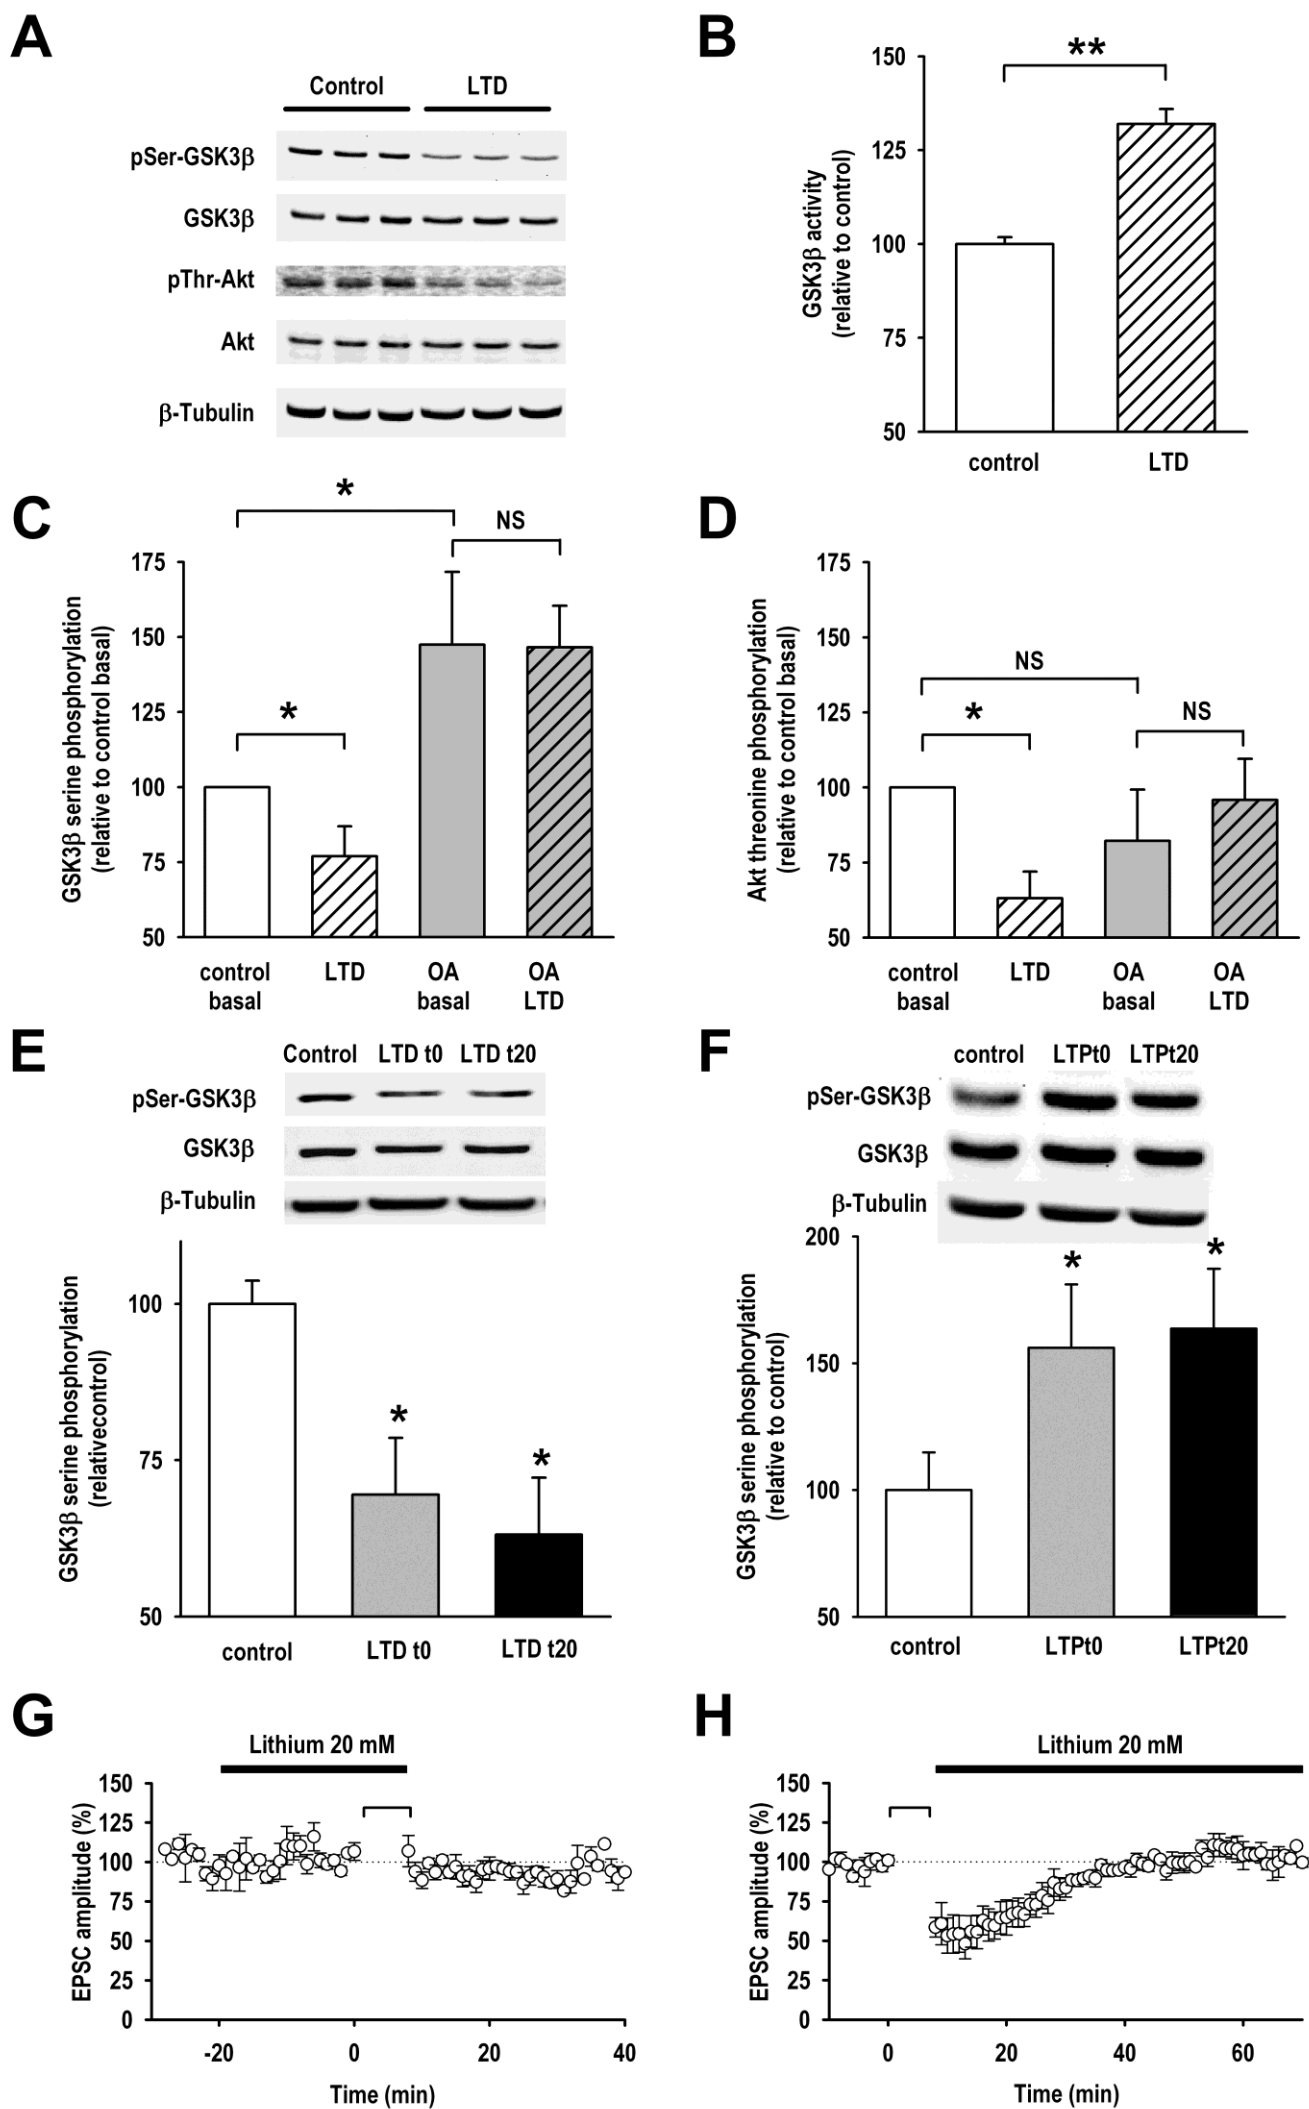 A
Control LTD
pSer-GSK3β
GSK3β
pThr-Akt
Akt
β-Tubulin
B
**
150
125
100
75
50
GSK3β activity
(relative to control)
control LTD
C
*
NS
*
175
150
125
100
75
50
GSK3β serine phosphorylation
(relative to control basal)
control LTD OA OA
basal basal LTD
D
NS
*
NS
175
150
125
100
75
50
Akt threonine phosphorylation
(relative to control basal)
control LTD OA OA
basal basal LTD
E
Control LTD t0 LTD t20
pSer-GSK3β
GSK3β
β-Tubulin
100
75
50
*
*
GSK3β serine phosphorylation
(relativecontrol)
control LTD t0 LTD t20
F
control LTPt0 LTPt20
pSer-GSK3β
GSK3β
β-Tubulin
200
150
100
50
*
*
GSK3β serine phosphorylation
(relative to control)
control LTPt0 LTPt20
G
Lithium 20 mM
150
125
100
75
50
25
0
EPSC amplitude (%)
-20 0 20 40
Time (min)
H
Lithium 20 mM
150
125
100
75
50
25
0
EPSC amplitude (%)
0 20 40 60
Time (min)